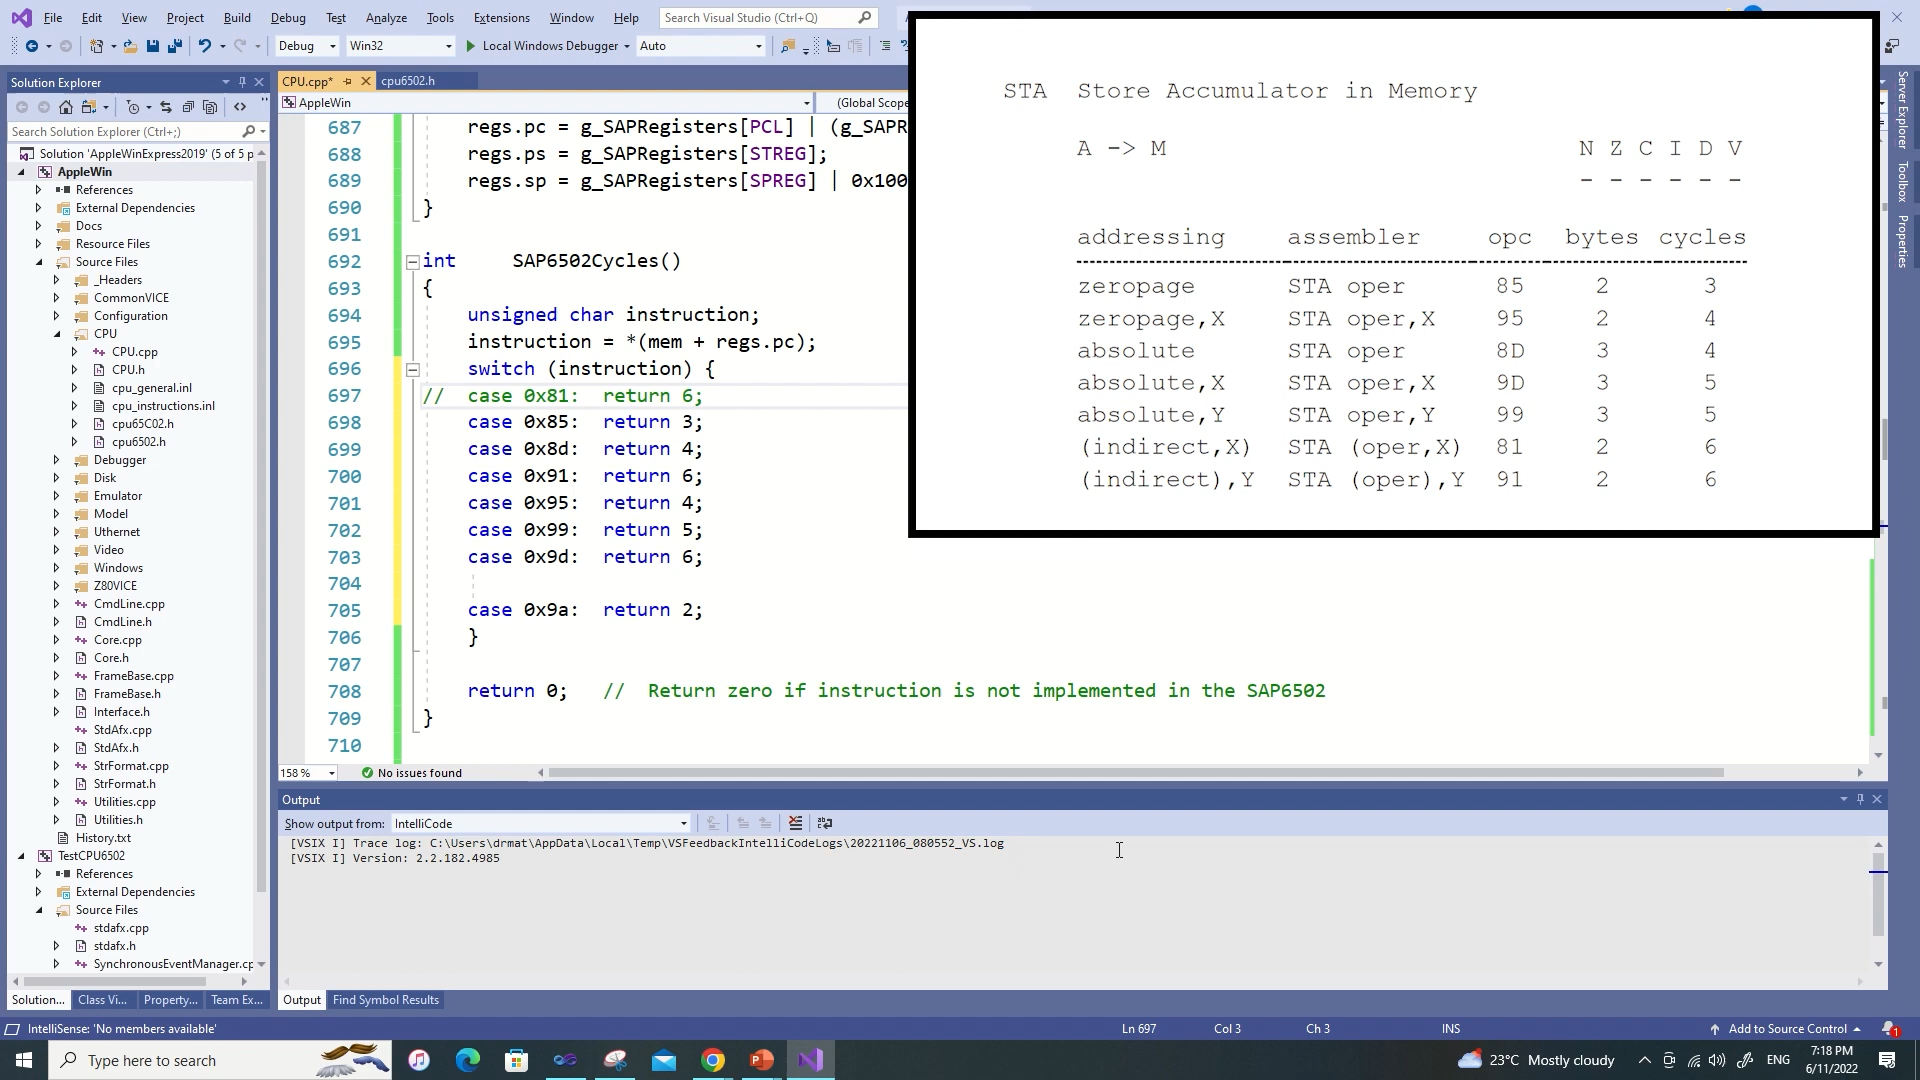 File Edit View Project Build Debug Test Analyze Tools Extensions Window Help Search Visual Studio (Ctrl+Q)
Debug Win32 Local Windows Debugger Auto
Solution Explorer
Search Solution Explorer (Ctrl+;)
Solution 'AppleWinExpress2019' (5 of 5 p
AppleWin
References
External Dependencies
Docs
Resource Files
Source Files
_Headers
CommonVICE
Configuration
CPU
CPU.cpp
CPU.h
cpu_general.inl
cpu_instructions.inl
cpu65C02.h
cpu6502.h
Debugger
Disk
Emulator
Model
Uthernet
Video
Windows
Z80VICE
CmdLine.cpp
CmdLine.h
Core.cpp
Core.h
FrameBase.cpp
FrameBase.h
Interface.h
StdAfx.cpp
StdAfx.h
StrFormat.cpp
StrFormat.h
Utilities.cpp
Utilities.h
History.txt
TestCPU6502
References
External Dependencies
Source Files
stdafx.cpp
stdafx.h
SynchronousEventManager.cp
Solution... Class Vi... Property... Team Ex...
CPU.cpp* cpu6502.h
AppleWin (Global Scope
687 regs.pc = g_SAPRegisters[PCL] | (g_SAPR
688 regs.ps = g_SAPRegisters[STREG];
689 regs.sp = g_SAPRegisters[SPREG] | 0x100
690 }
691
692 int SAP6502Cycles()
693 {
694 unsigned char instruction;
695 instruction = *(mem + regs.pc);
696 switch (instruction) {
697 // case 0x81: return 6;
698 case 0x85: return 3;
699 case 0x8d: return 4;
700 case 0x91: return 6;
701 case 0x95: return 4;
702 case 0x99: return 5;
703 case 0x9d: return 6;
704
705 case 0x9a: return 2;
706 }
707
708 return 0; // Return zero if instruction is not implemented in the SAP6502
709 }
710
158 % No issues found
STA Store Accumulator in Memory
A -> M N Z C I D V
- - - - - -
addressing assembler opc bytes cycles
zeropage STA oper 85 2 3
zeropage,X STA oper,X 95 2 4
absolute STA oper 8D 3 4
absolute,X STA oper,X 9D 3 5
absolute,Y STA oper,Y 99 3 5
(indirect,X) STA (oper,X) 81 2 6
(indirect),Y STA (oper),Y 91 2 6
Server Explorer
Toolbox
Properties
Output
Show output from: IntelliCode
[VSIX I] Trace log: C:\Users\drmat\AppData\Local\Temp\VSFeedbackIntelliCodeLogs\20221106_080552_VS.log
[VSIX I] Version: 2.2.182.4985
Output Find Symbol Results
IntelliSense: 'No members available' Ln 697 Col 3 Ch 3 INS Add to Source Control 1
Type here to search 23°C Mostly cloudy ENG 7:18 PM
6/11/2022